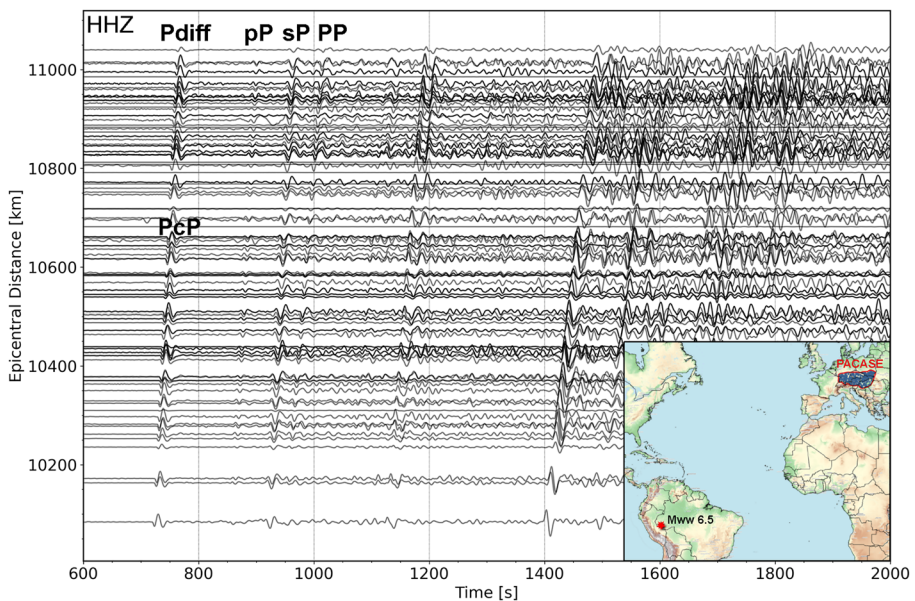 HHZ
Pdiff pP sP PP
11000
10800
PcP
10600
10400
10200
Epicentral Distance [km]
PACASE
Mww 6.5
600 800 1000 1200 1400 1600 1800 2000
Time [s]